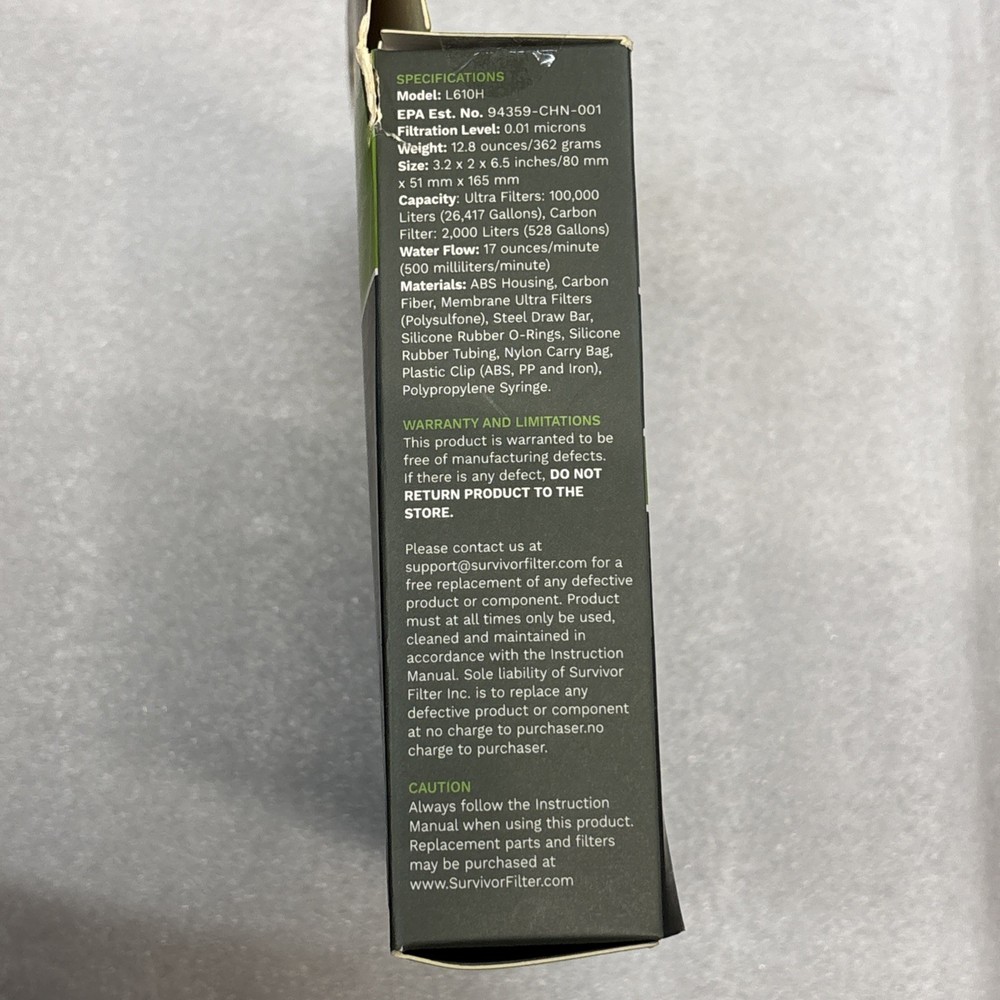 SPECIFICATIONS
Model: L610H
EPA Est. No. 94359-CHN-001
Filtration Level: 0.01 microns
Weight: 12.8 ounces/362 grams
Size: 3.2 x 2 x 6.5 inches/80 mm
x 51 mm x 165 mm
Capacity: Ultra Filters: 100,000
Liters (26,417 Gallons), Carbon
Filter: 2,000 Liters (528 Gallons)
Water Flow: 17 ounces/minute
(500 milliliters/minute)
Materials: ABS Housing, Carbon
Fiber, Membrane Ultra Filters
(Polysulfone), Steel Draw Bar,
Silicone Rubber O-Rings, Silicone
Rubber Tubing, Nylon Carry Bag,
Plastic Clip (ABS, PP and Iron),
Polypropylene Syringe.
WARRANTY AND LIMITATIONS
This product is warranted to be
free of manufacturing defects.
If there is any defect, DO NOT
RETURN PRODUCT TO THE
STORE.
Please contact us at
support@survivorfilter.com for a
free replacement of any defective
product or component. Product
must at all times only be used,
cleaned and maintained in
accordance with the Instruction
Manual. Sole liability of Survivor
Filter Inc. is to replace any
defective product or component
at no charge to purchaser.no
charge to purchaser.
CAUTION
Always follow the Instruction
Manual when using this product.
Replacement parts and filters
may be purchased at
www.SurvivorFilter.com